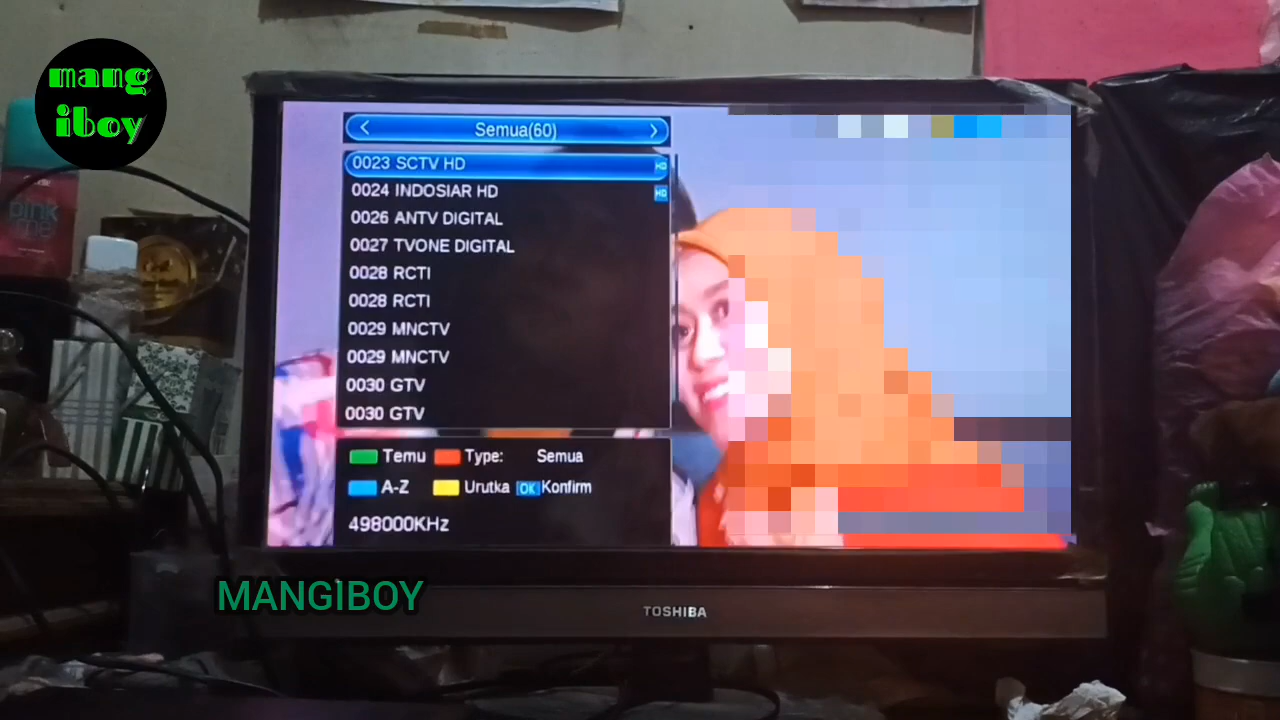 mang
iboy
pink
me
Semua(60)
0023 SCTV HD HD
0024 INDOSIAR HD HD
0026 ANTV DIGITAL
0027 TVONE DIGITAL
0028 RCTI
0028 RCTI
0029 MNCTV
0029 MNCTV
0030 GTV
0030 GTV
Temu Type: Semua
A-Z Urutka OK Konfirm
498000KHz
MANGIBOY
TOSHIBA